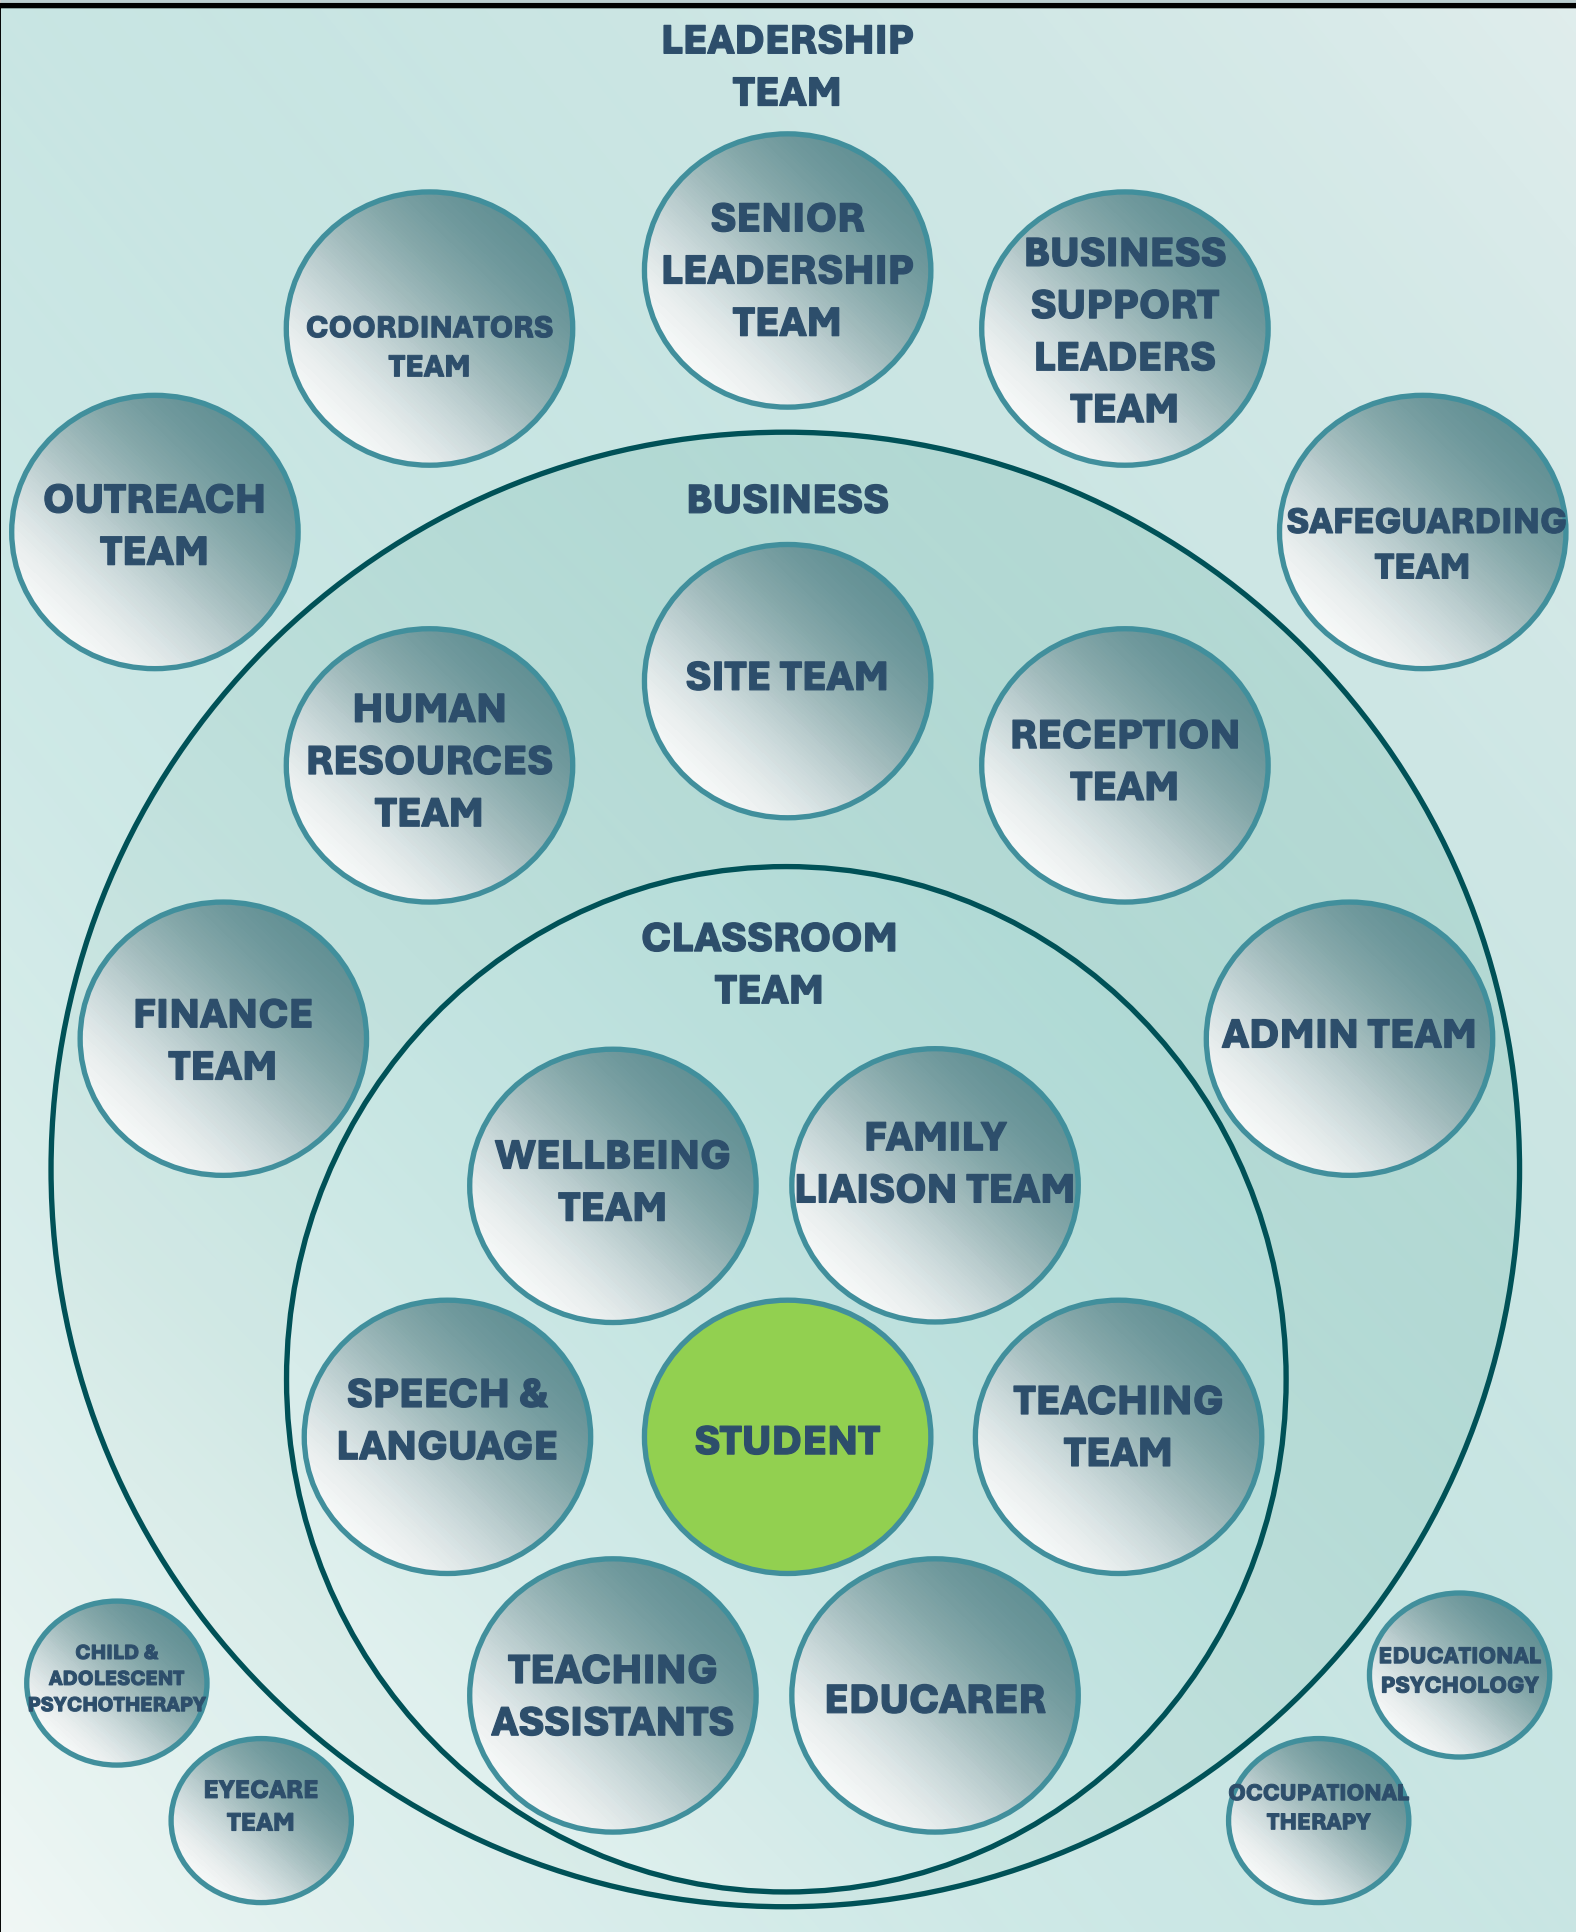 LEADERSHIP
TEAM
SENIOR
LEADERSHIP
TEAM
COORDINATORS
TEAM
BUSINESS
SUPPORT
LEADERS
TEAM
OUTREACH
TEAM
SAFEGUARDING
TEAM
BUSINESS
SITE TEAM
HUMAN
RESOURCES
TEAM
RECEPTION
TEAM
FINANCE
TEAM
ADMIN TEAM
CLASSROOM
TEAM
WELLBEING
TEAM
FAMILY
LIAISON TEAM
SPEECH &
LANGUAGE
STUDENT
TEACHING
TEAM
TEACHING
ASSISTANTS
EDUCARER
CHILD &
ADOLESCENT
PSYCHOTHERAPY
EYECARE
TEAM
EDUCATIONAL
PSYCHOLOGY
OCCUPATIONAL
THERAPY